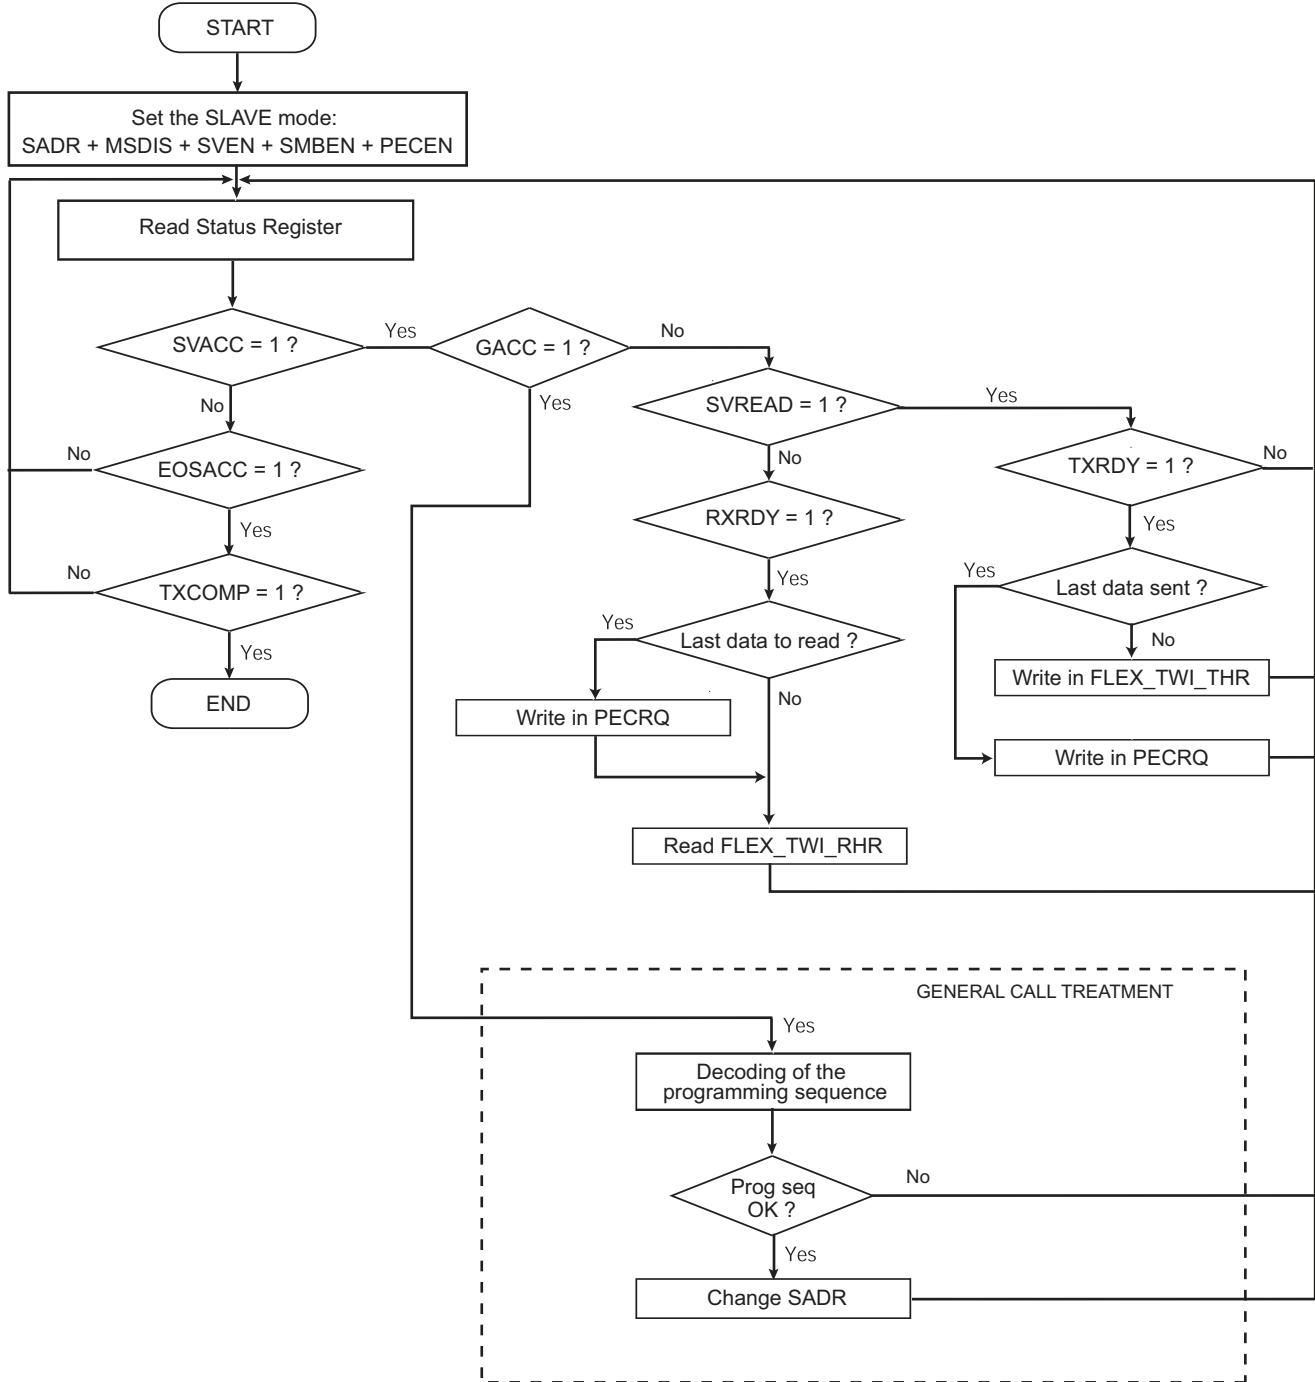 START
Set the SLAVE mode:
SADR + MSDIS + SVEN + SMBEN + PECEN
Read Status Register
SVACC = 1 ?
Yes
GACC = 1 ?
No
No
Yes
SVREAD = 1 ?
Yes
No
EOSACC = 1 ?
No
TXRDY = 1 ?
No
Yes
RXRDY = 1 ?
Yes
No
TXCOMP = 1 ?
Yes
Yes
Last data sent ?
Yes
Last data to read ?
No
Yes
END
No
Write in FLEX_TWI_THR
Write in PECRQ
Write in PECRQ
Read FLEX_TWI_RHR
GENERAL CALL TREATMENT
Yes
Decoding of the
programming sequence
Prog seq
OK ?
No
Yes
Change SADR